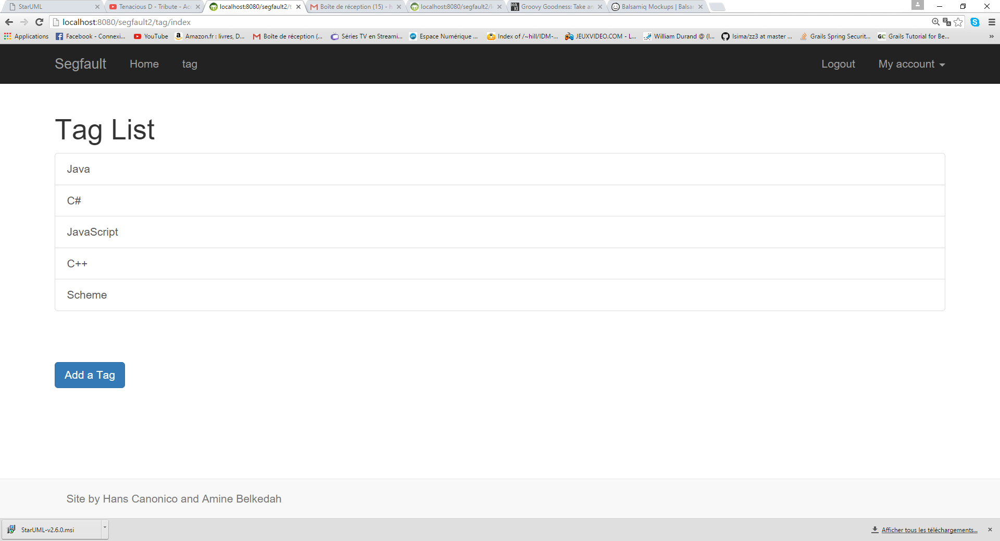 StarUML
Tenacious D - Tribute - Acc
localhost:8080/segfault2/t
Boîte de réception (15) - h
localhost:8080/segfault2/l
Groovy Goodness: Take an
Balsamiq Mockups | Balsa
localhost:8080/segfault2/tag/index
Applications
Facebook - Connexi...
YouTube
Amazon.fr : livres, D...
Boîte de réception (...
Séries TV en Streami...
Espace Numérique ...
Index of /~hill/IDM-...
JEUXVIDEO.COM - L...
William Durand @ (I...
Isima/zz3 at master ...
Grails Spring Securit...
GC Grails Tutorial for Be...
»
Segfault
Home
tag
Logout
My account
Tag List
Java
C#
JavaScript
C++
Scheme
Add a Tag
Site by Hans Canonico and Amine Belkedah
StarUML-v2.6.0.msi
Afficher tous les téléchargements...